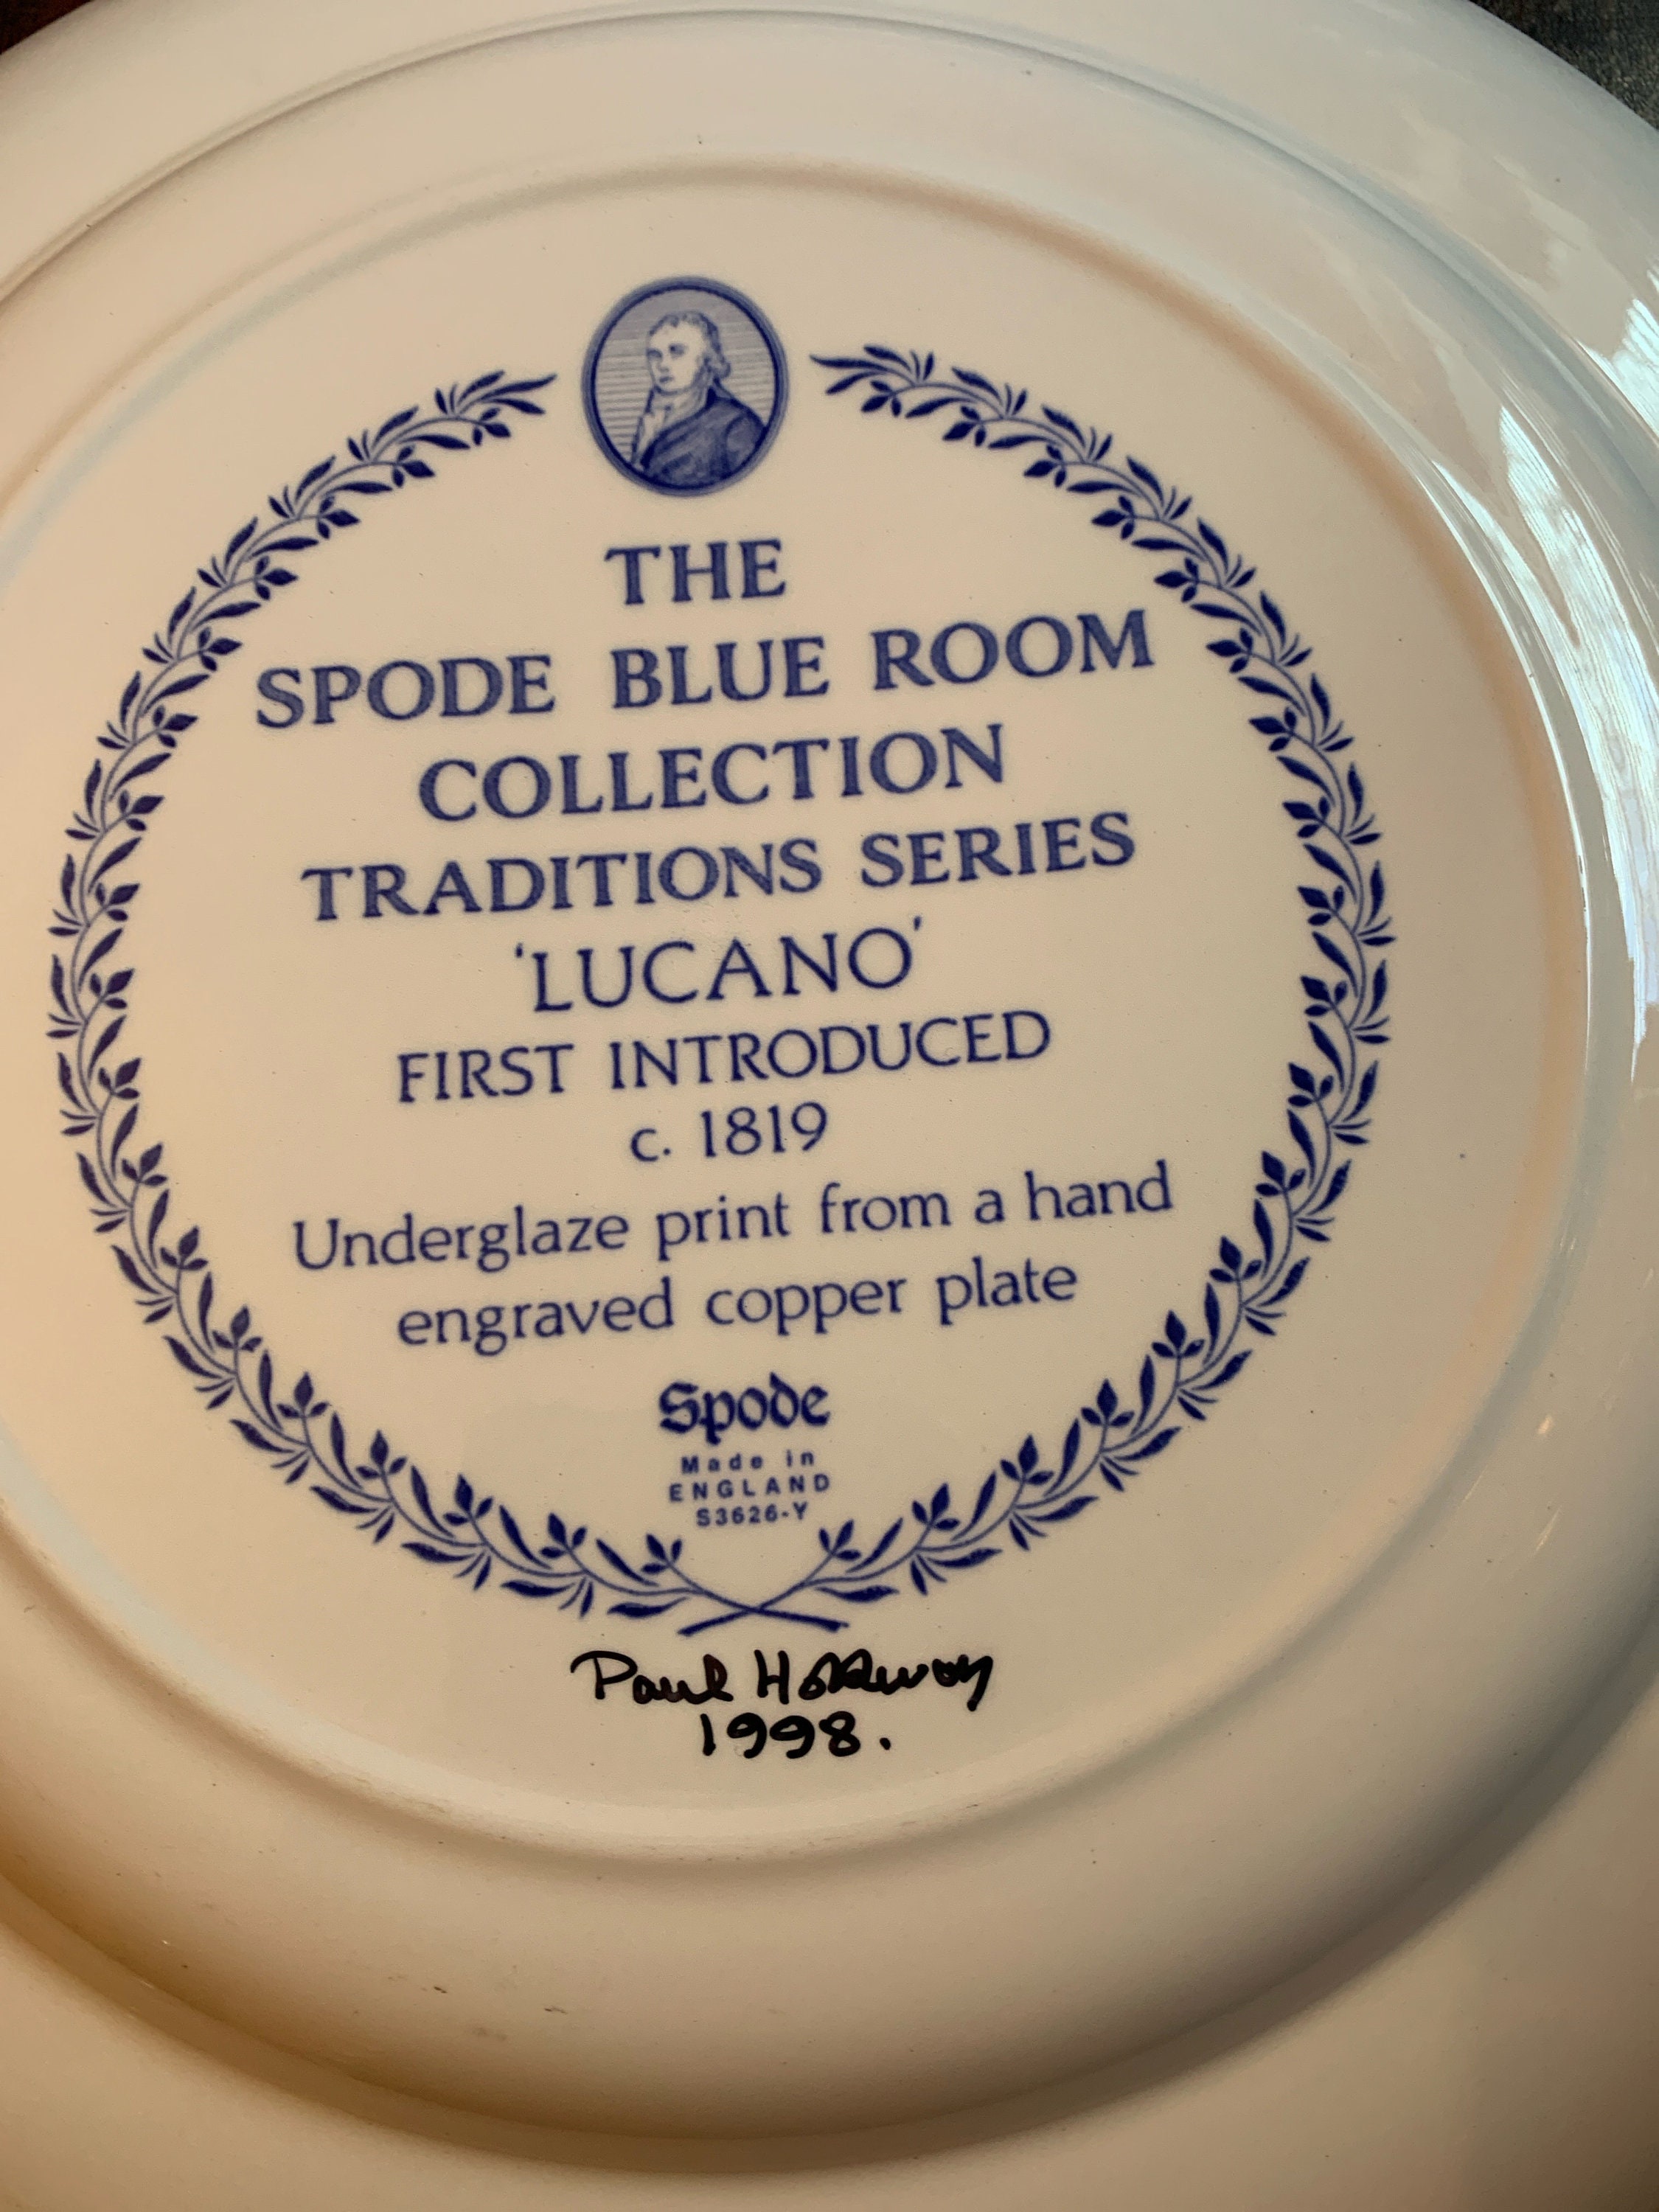 THE
SPODE BLUE ROOM
COLLECTION
TRADITIONS SERIES
'LUCANO'
FIRST INTRODUCED
c. 1819
Underglaze print from a hand
engraved copper plate
Spode
Made in
ENGLAND
S3626-Y
Paul
1998.